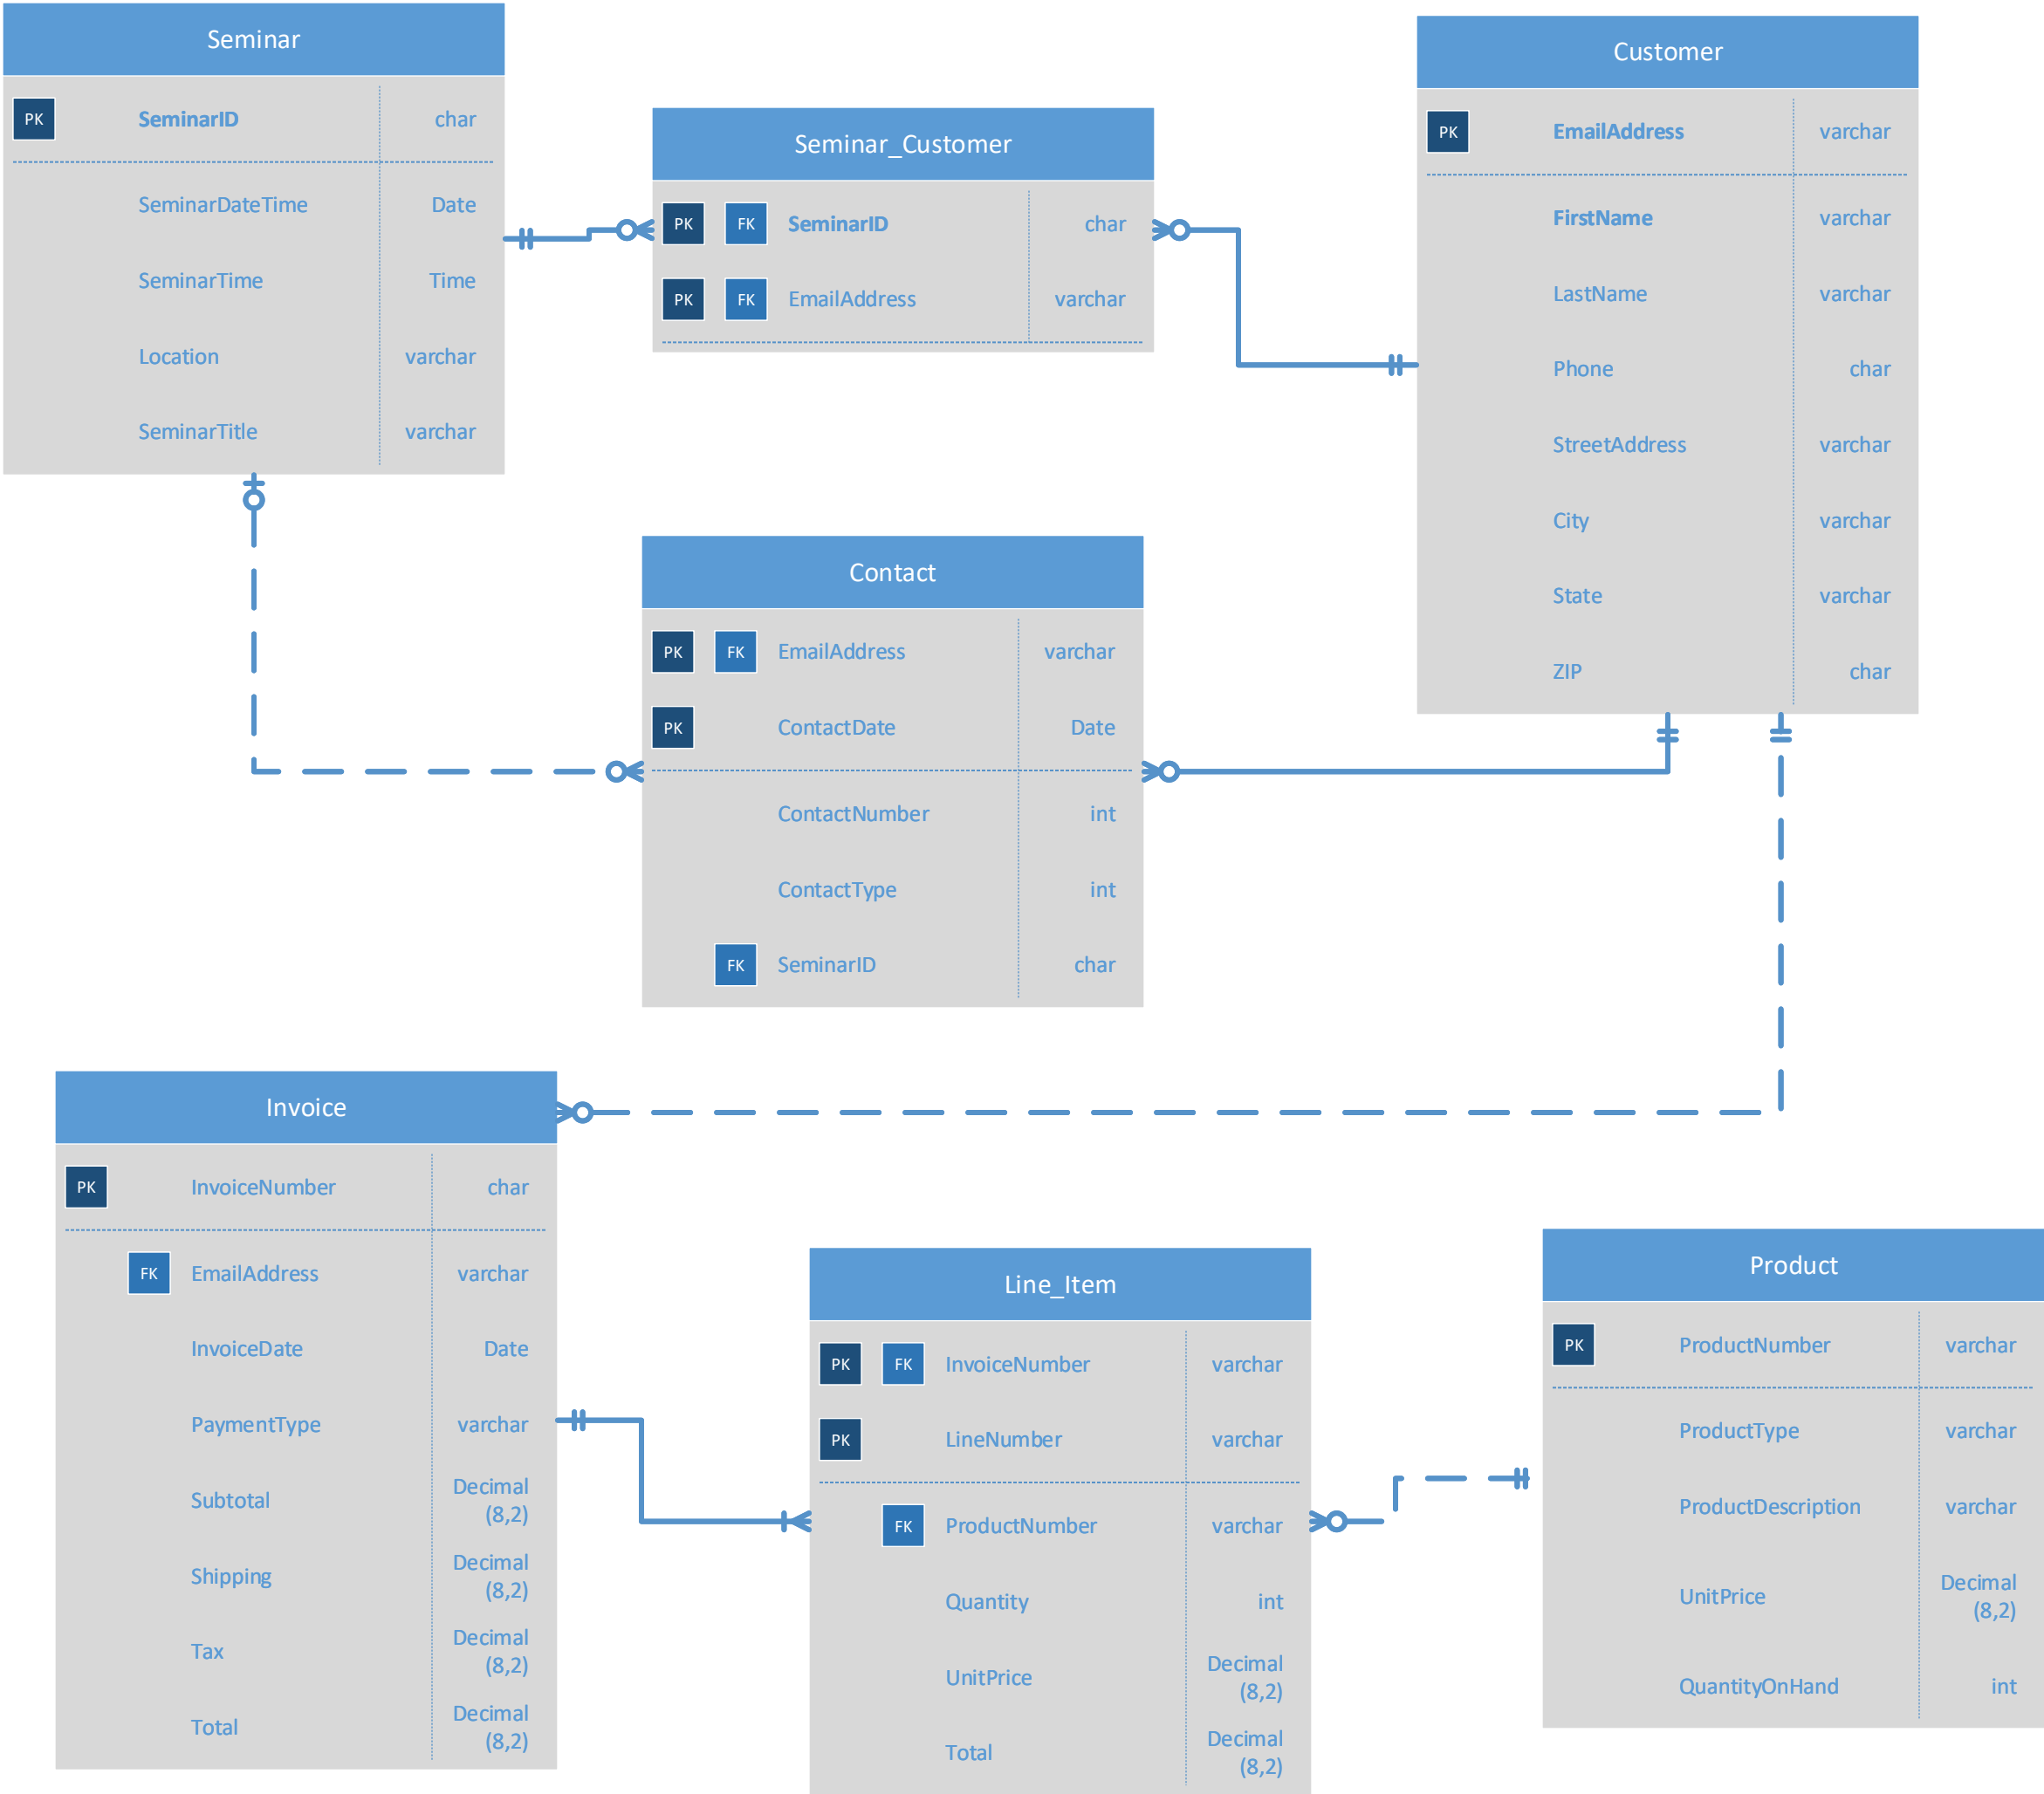 Seminar
PK SeminarID char
SeminarDateTime Date
SeminarTime Time
Location varchar
SeminarTitle varchar
Seminar_Customer
PK FK SeminarID char
PK FK EmailAddress varchar
Customer
PK EmailAddress varchar
FirstName varchar
LastName varchar
Phone char
StreetAddress varchar
City varchar
State varchar
ZIP char
Contact
PK FK EmailAddress varchar
PK ContactDate Date
ContactNumber int
ContactType int
FK SeminarID char
Invoice
PK InvoiceNumber char
FK EmailAddress varchar
InvoiceDate Date
PaymentType varchar
Subtotal Decimal
(8,2)
Shipping Decimal
(8,2)
Tax Decimal
(8,2)
Total Decimal
(8,2)
Line_Item
PK FK InvoiceNumber varchar
PK LineNumber varchar
FK ProductNumber varchar
Quantity int
UnitPrice Decimal
(8,2)
Total Decimal
(8,2)
Product
PK ProductNumber varchar
ProductType varchar
ProductDescription varchar
UnitPrice Decimal
(8,2)
QuantityOnHand int